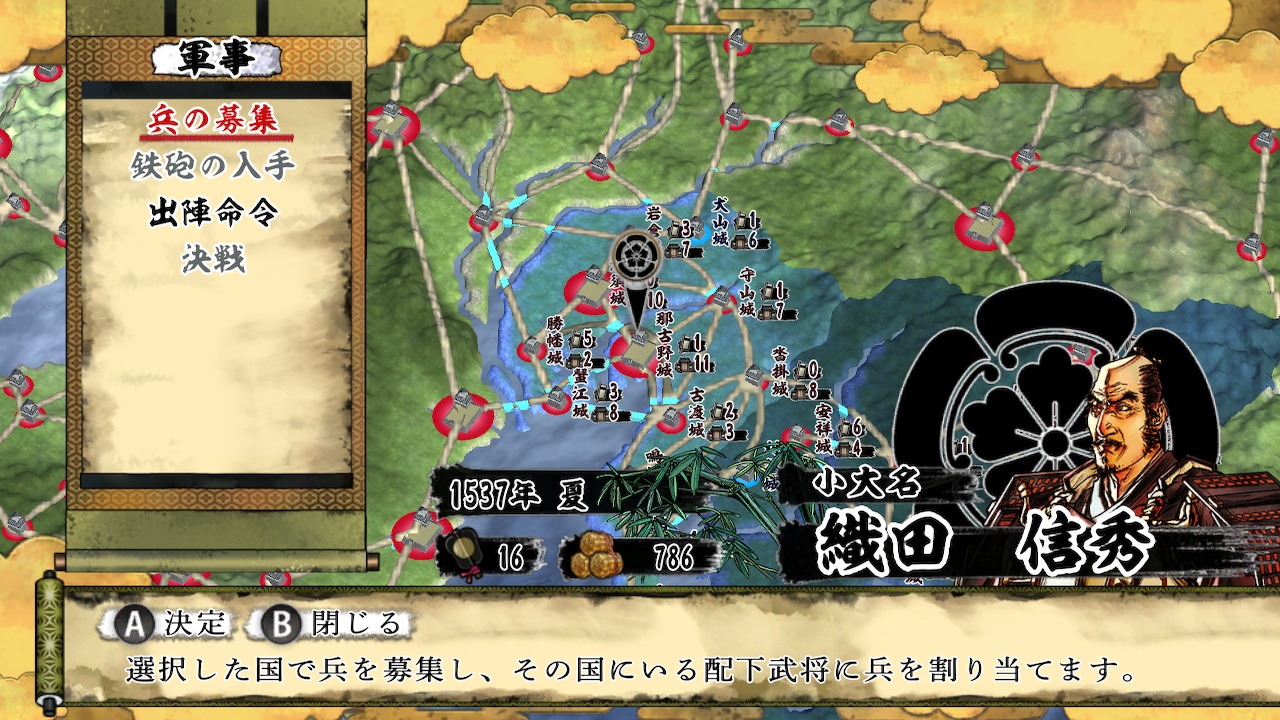 軍事
兵の募集
鉄砲の入手
出陣命令
決戦
岩倉
3
7
犬山城
1
6
城
10
守山城
1
7
勝幡城
5
2
那古野城
1
11
蟹江城
3
8
沓掛城
0
8
古渡城
2
3
安祥城
6
4
1537年 夏
16
786
小大名
織田 信秀
A 決定 B 閉じる
選択した国で兵を募集し、その国にいる配下武将に兵を割り当てます。